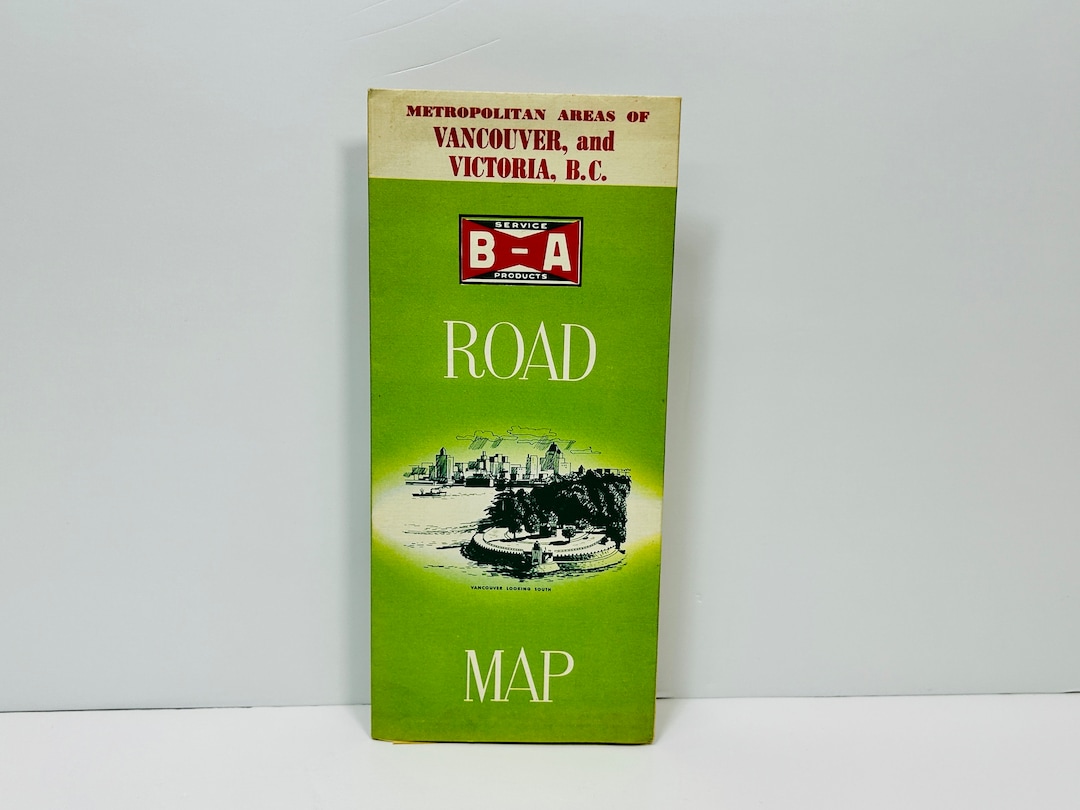 METROPOLITAN AREAS OF
VANCOUVER, and
VICTORIA, B.C.
SERVICE
B-A
PRODUCTS
ROAD
VANCOUVER LOOKING SOUTH
MAP